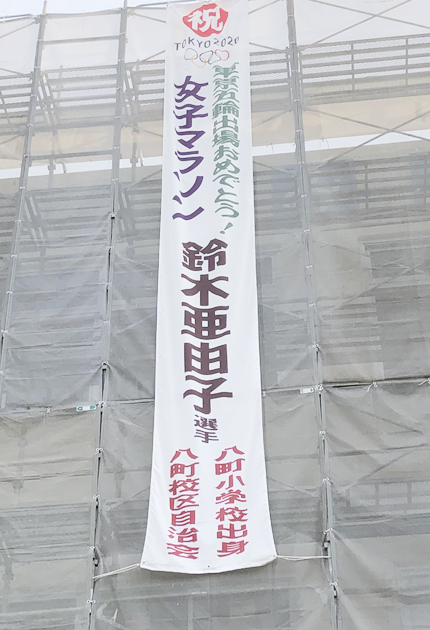 祝
TOKYO 2020
東京五輪出場おめでとう!
女子マラソン
鈴木亜由子
選手
八町小学校出身
八町校区自治会